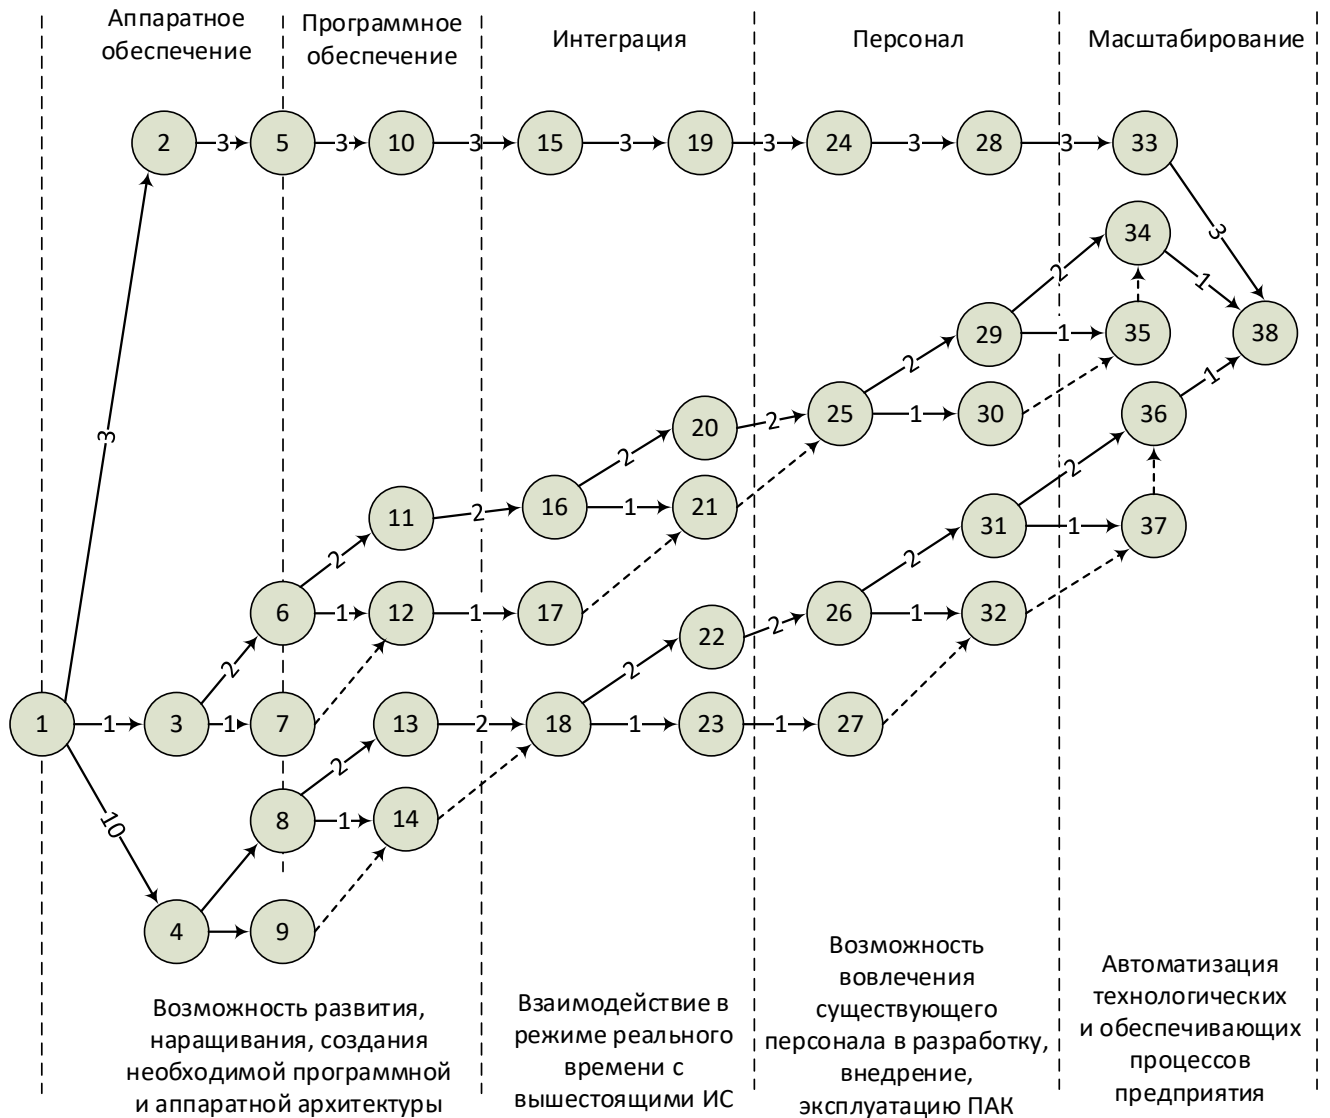 Аппаратное
обеспечение
Программное
обеспечение
Интеграция
Персонал
Масштабирование
2
3
5
3
10
3
15
3
19
3
24
3
28
3
33
3
34
2
1
3
29
1
35
38
2
1
20
2
25
1
30
36
2
2
11
2
16
1
21
31
1
37
2
2
6
1
12
1
17
22
2
26
1
32
2
2
1
1
3
1
7
13
2
18
1
23
1
27
2
10
8
1
14
4
9
Возможность развития,
наращивания, создания
необходимой программной
и аппаратной архитектуры
Взаимодействие в
режиме реального
времени с
вышестоящими ИС
Возможность
вовлечения
существующего
персонала в разработку,
внедрение,
эксплуатацию ПАК
Автоматизация
технологических
и обеспечивающих
процессов
предприятия